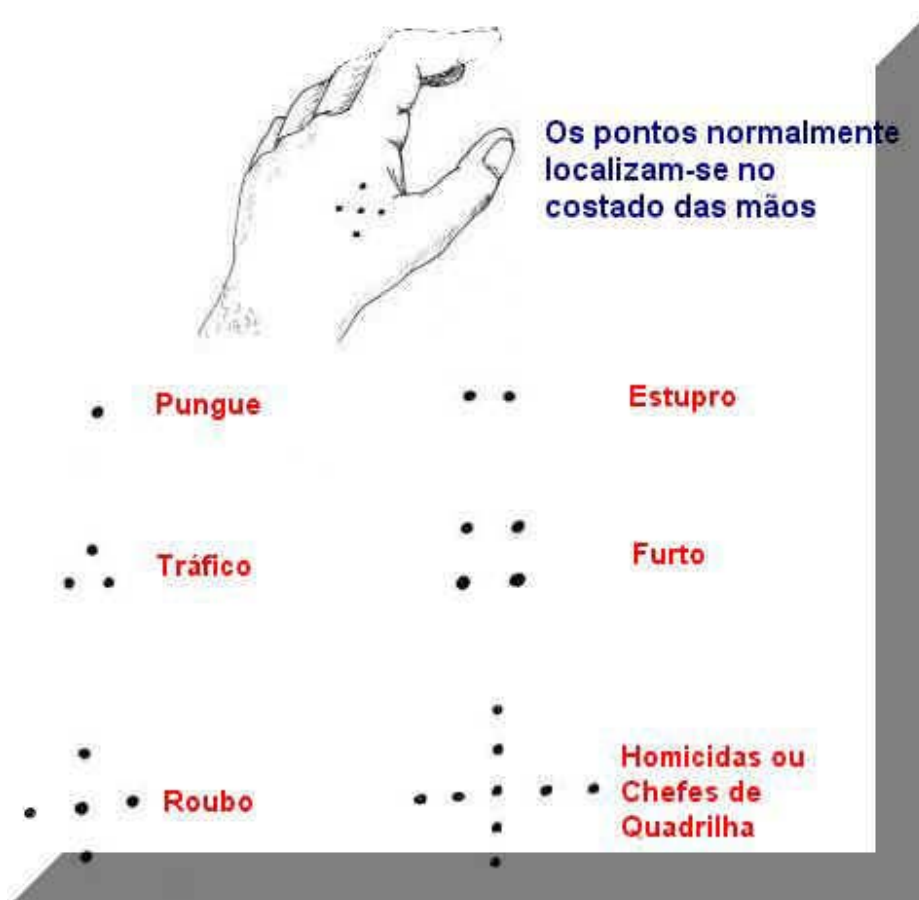 Os pontos normalmente
localizam-se no
costado das mãos
Pungue
Estupro
Tráfico
Furto
Roubo
Homicidas ou
Chefes de
Quadrilha